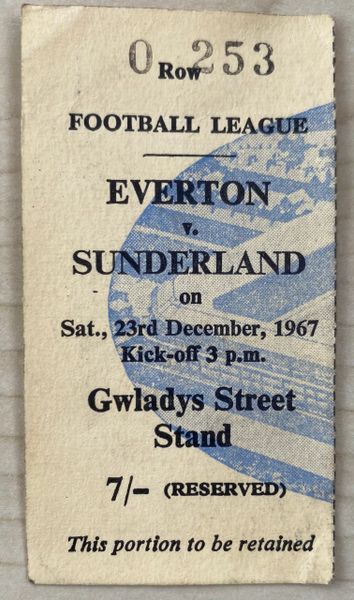 O Row 253
FOOTBALL LEAGUE
EVERTON
v.
SUNDERLAND
on
Sat., 23rd December, 1967
Kick-off 3 p.m.
Gwladys Street
Stand
7/- (RESERVED)
This portion to be retained